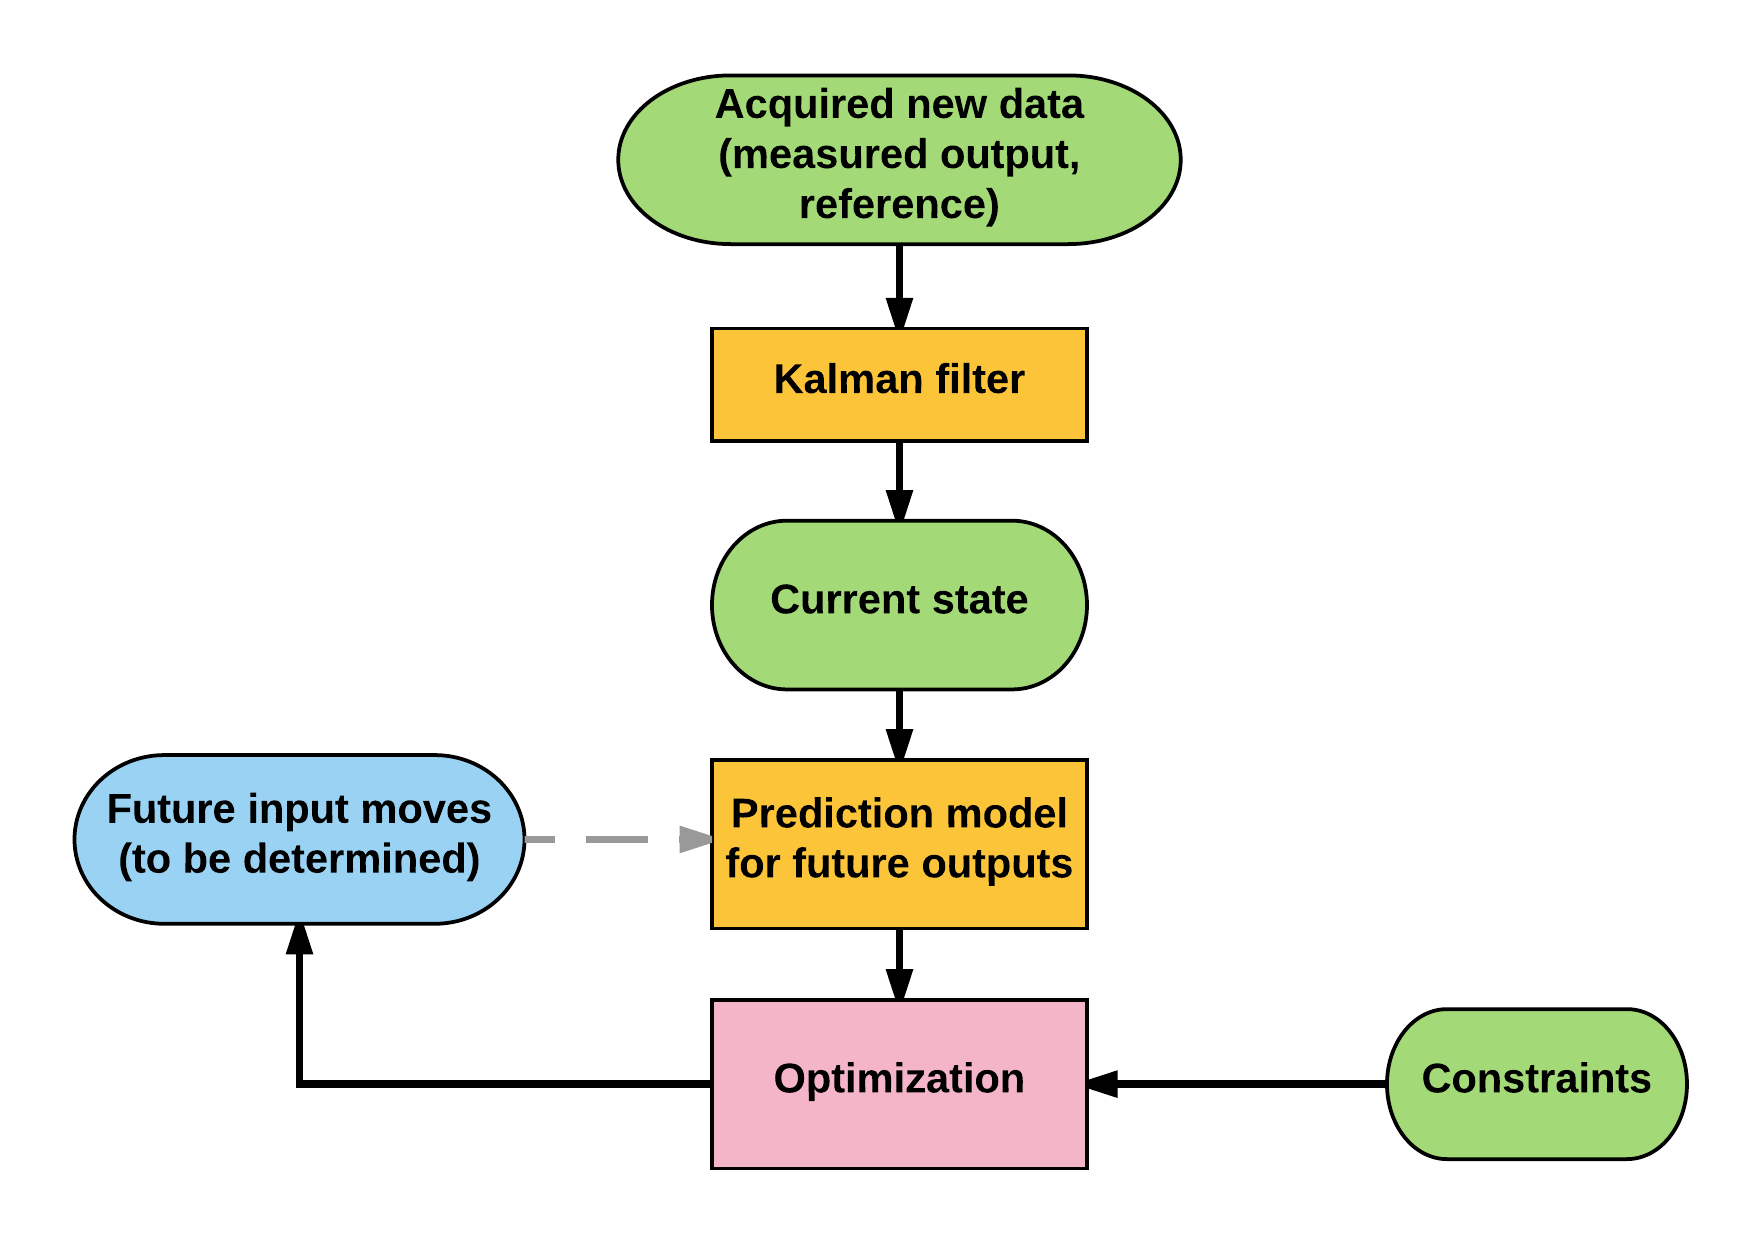 Acquired new data
(measured output,
reference)
Kalman filter
Current state
Future input moves
(to be determined)
Prediction model
for future outputs
Optimization
Constraints